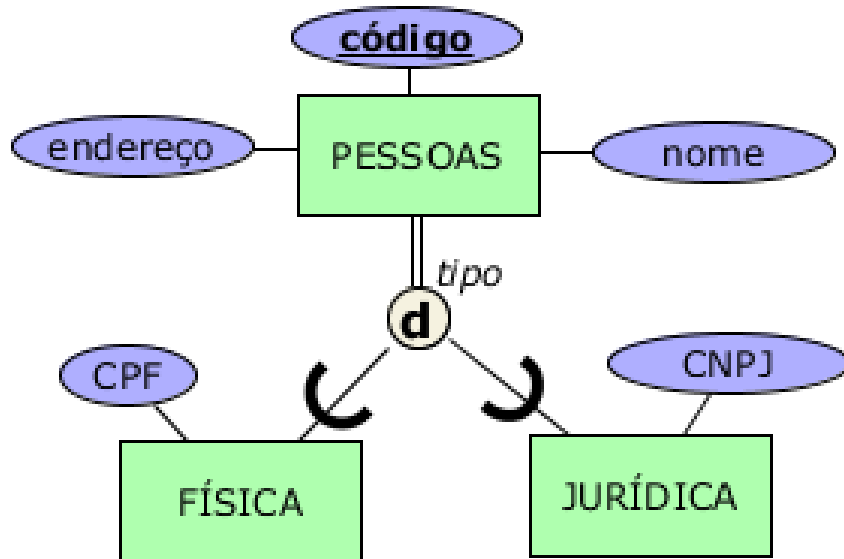 código
endereço
PESSOAS
nome
tipo
d
CPF
CNPJ
FÍSICA
JURÍDICA